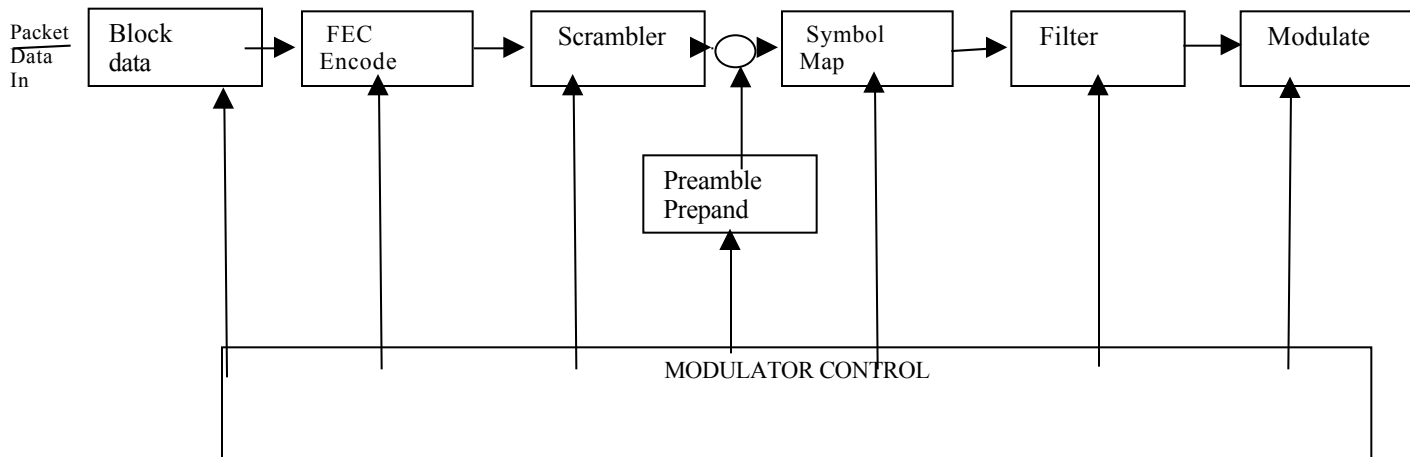 Packet
Data
In
Block
data
FEC
Encode
Scrambler
Symbol
Map
Filter
Modulate
Preamble
Prepand
MODULATOR CONTROL